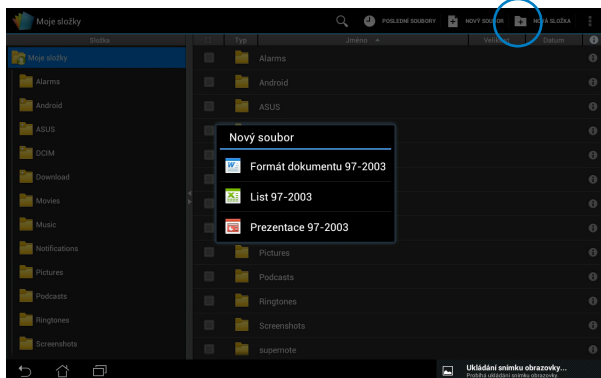 Moje složky
POSLEDNÍ SOUBORY
NOVÝ SOUBOR
NOVÁ SLOŽKA
Složka
Typ
Jméno
Velikost
Datum
Moje složky
Alarms
Android
ASUS
DCIM
Download
Movies
Music
Notifications
Pictures
Podcasts
Ringtones
Screenshots
Alarms
Android
ASUS
Nový soubor
Formát dokumentu 97-2003
List 97-2003
Prezentace 97-2003
Pictures
Podcasts
Ringtones
Screenshots
supernote
Ukládání snímku obrazovky...
Probíhá ukládání snímku obrazovky.